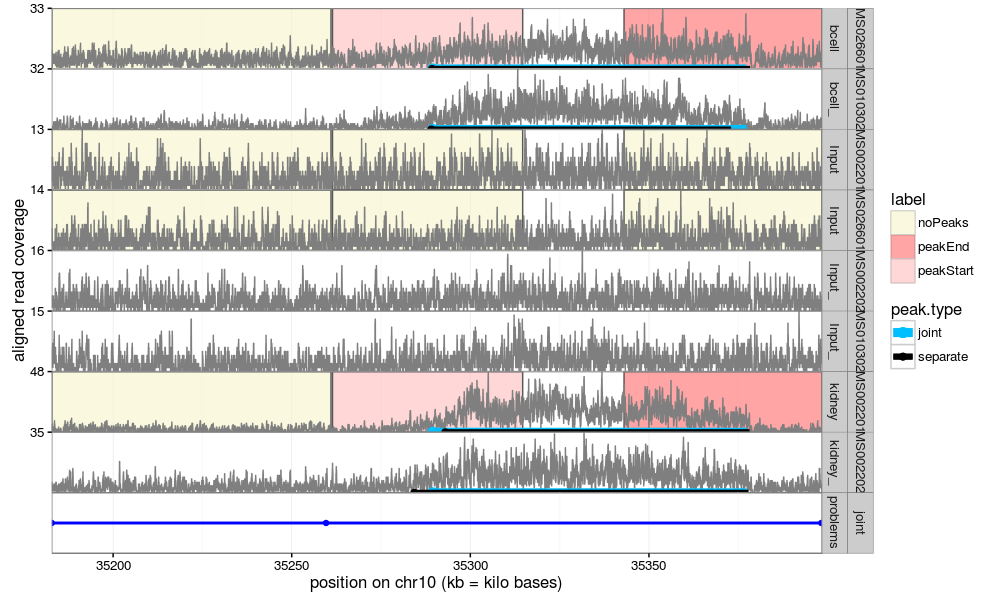 33
bcell
MS026601
32
bcell_
MS010302
13
Input
MS002201
14
Input
MS026601
16
Input_
MS002202
15
Input_
MS010302
48
kidney
MS002201
35
kidney_
MS002202
problems
joint
aligned read coverage
35200 35250 35300 35350
position on chr10 (kb = kilo bases)
label
noPeaks
peakEnd
peakStart
peak.type
joint
separate